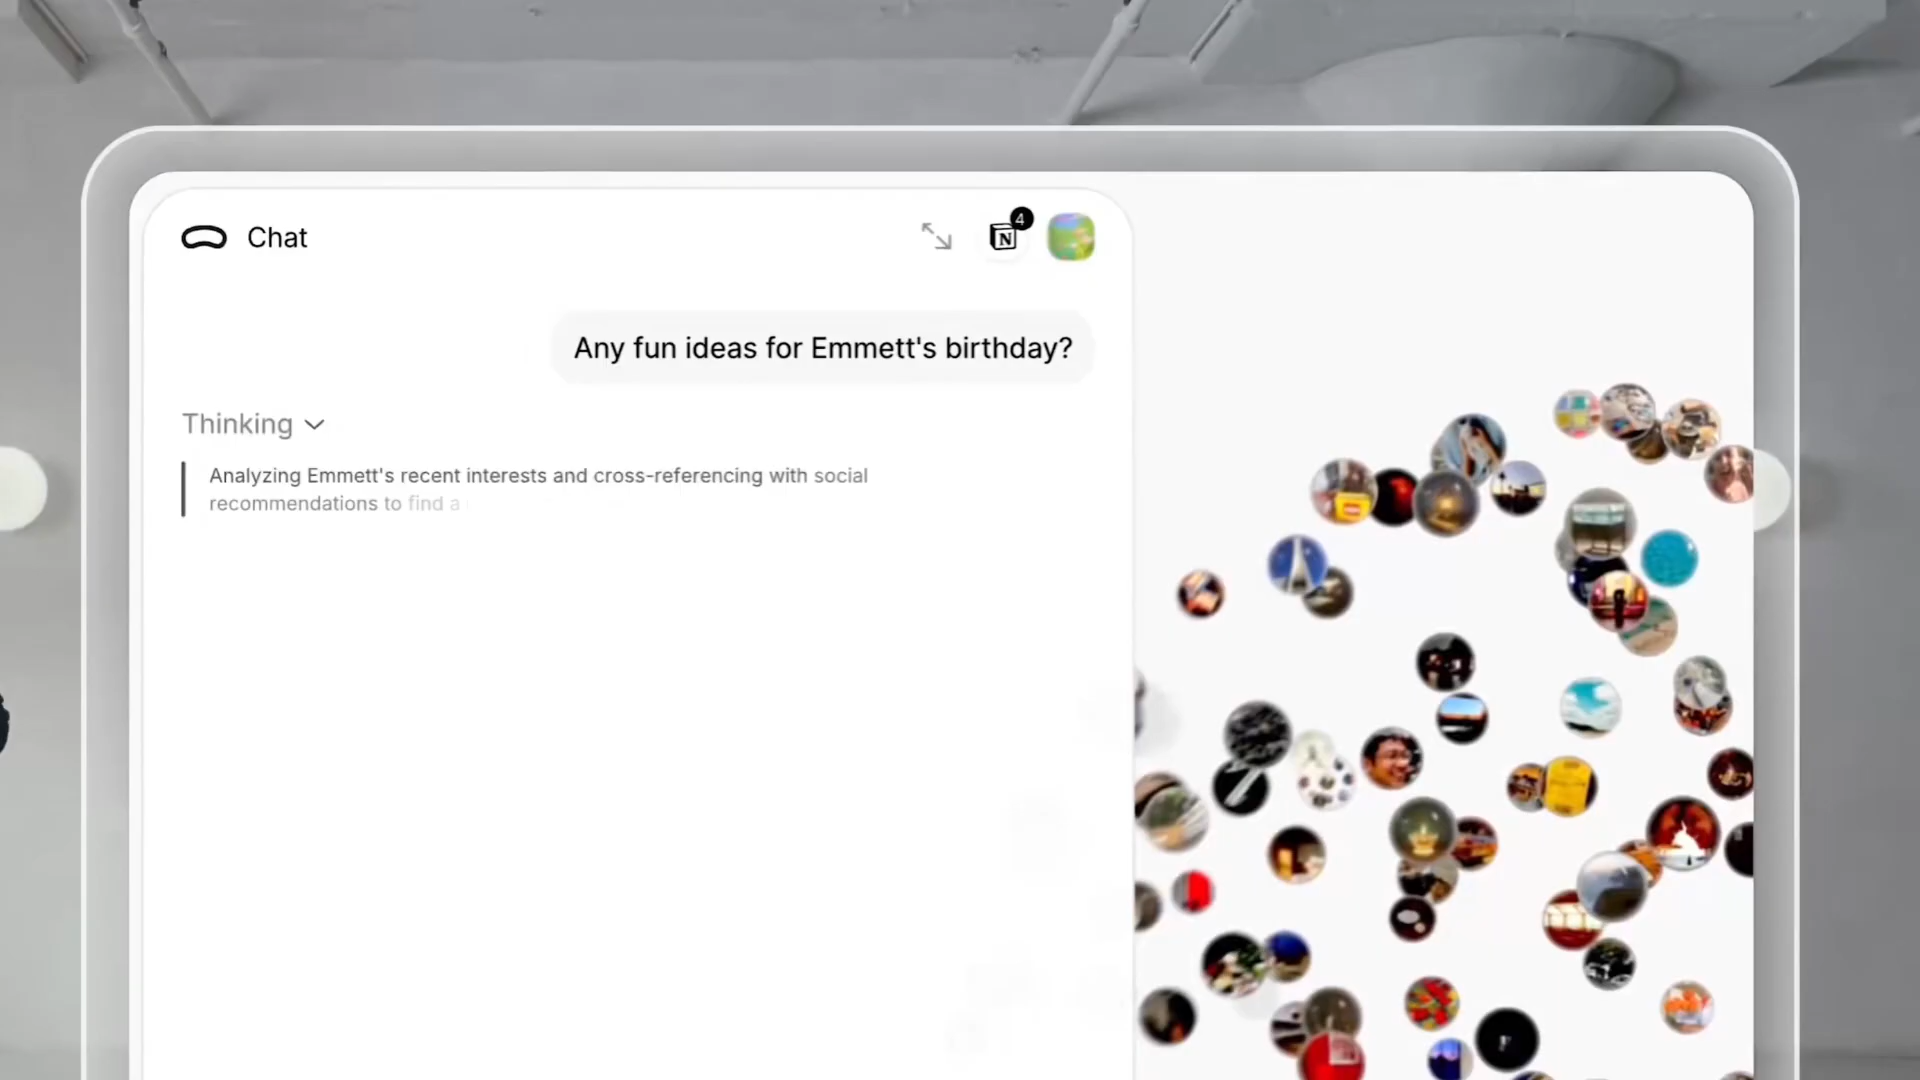 Chat
4
N
Any fun ideas for Emmett's birthday?
Thinking
Analyzing Emmett's recent interests and cross-referencing with social
recommendations to find a